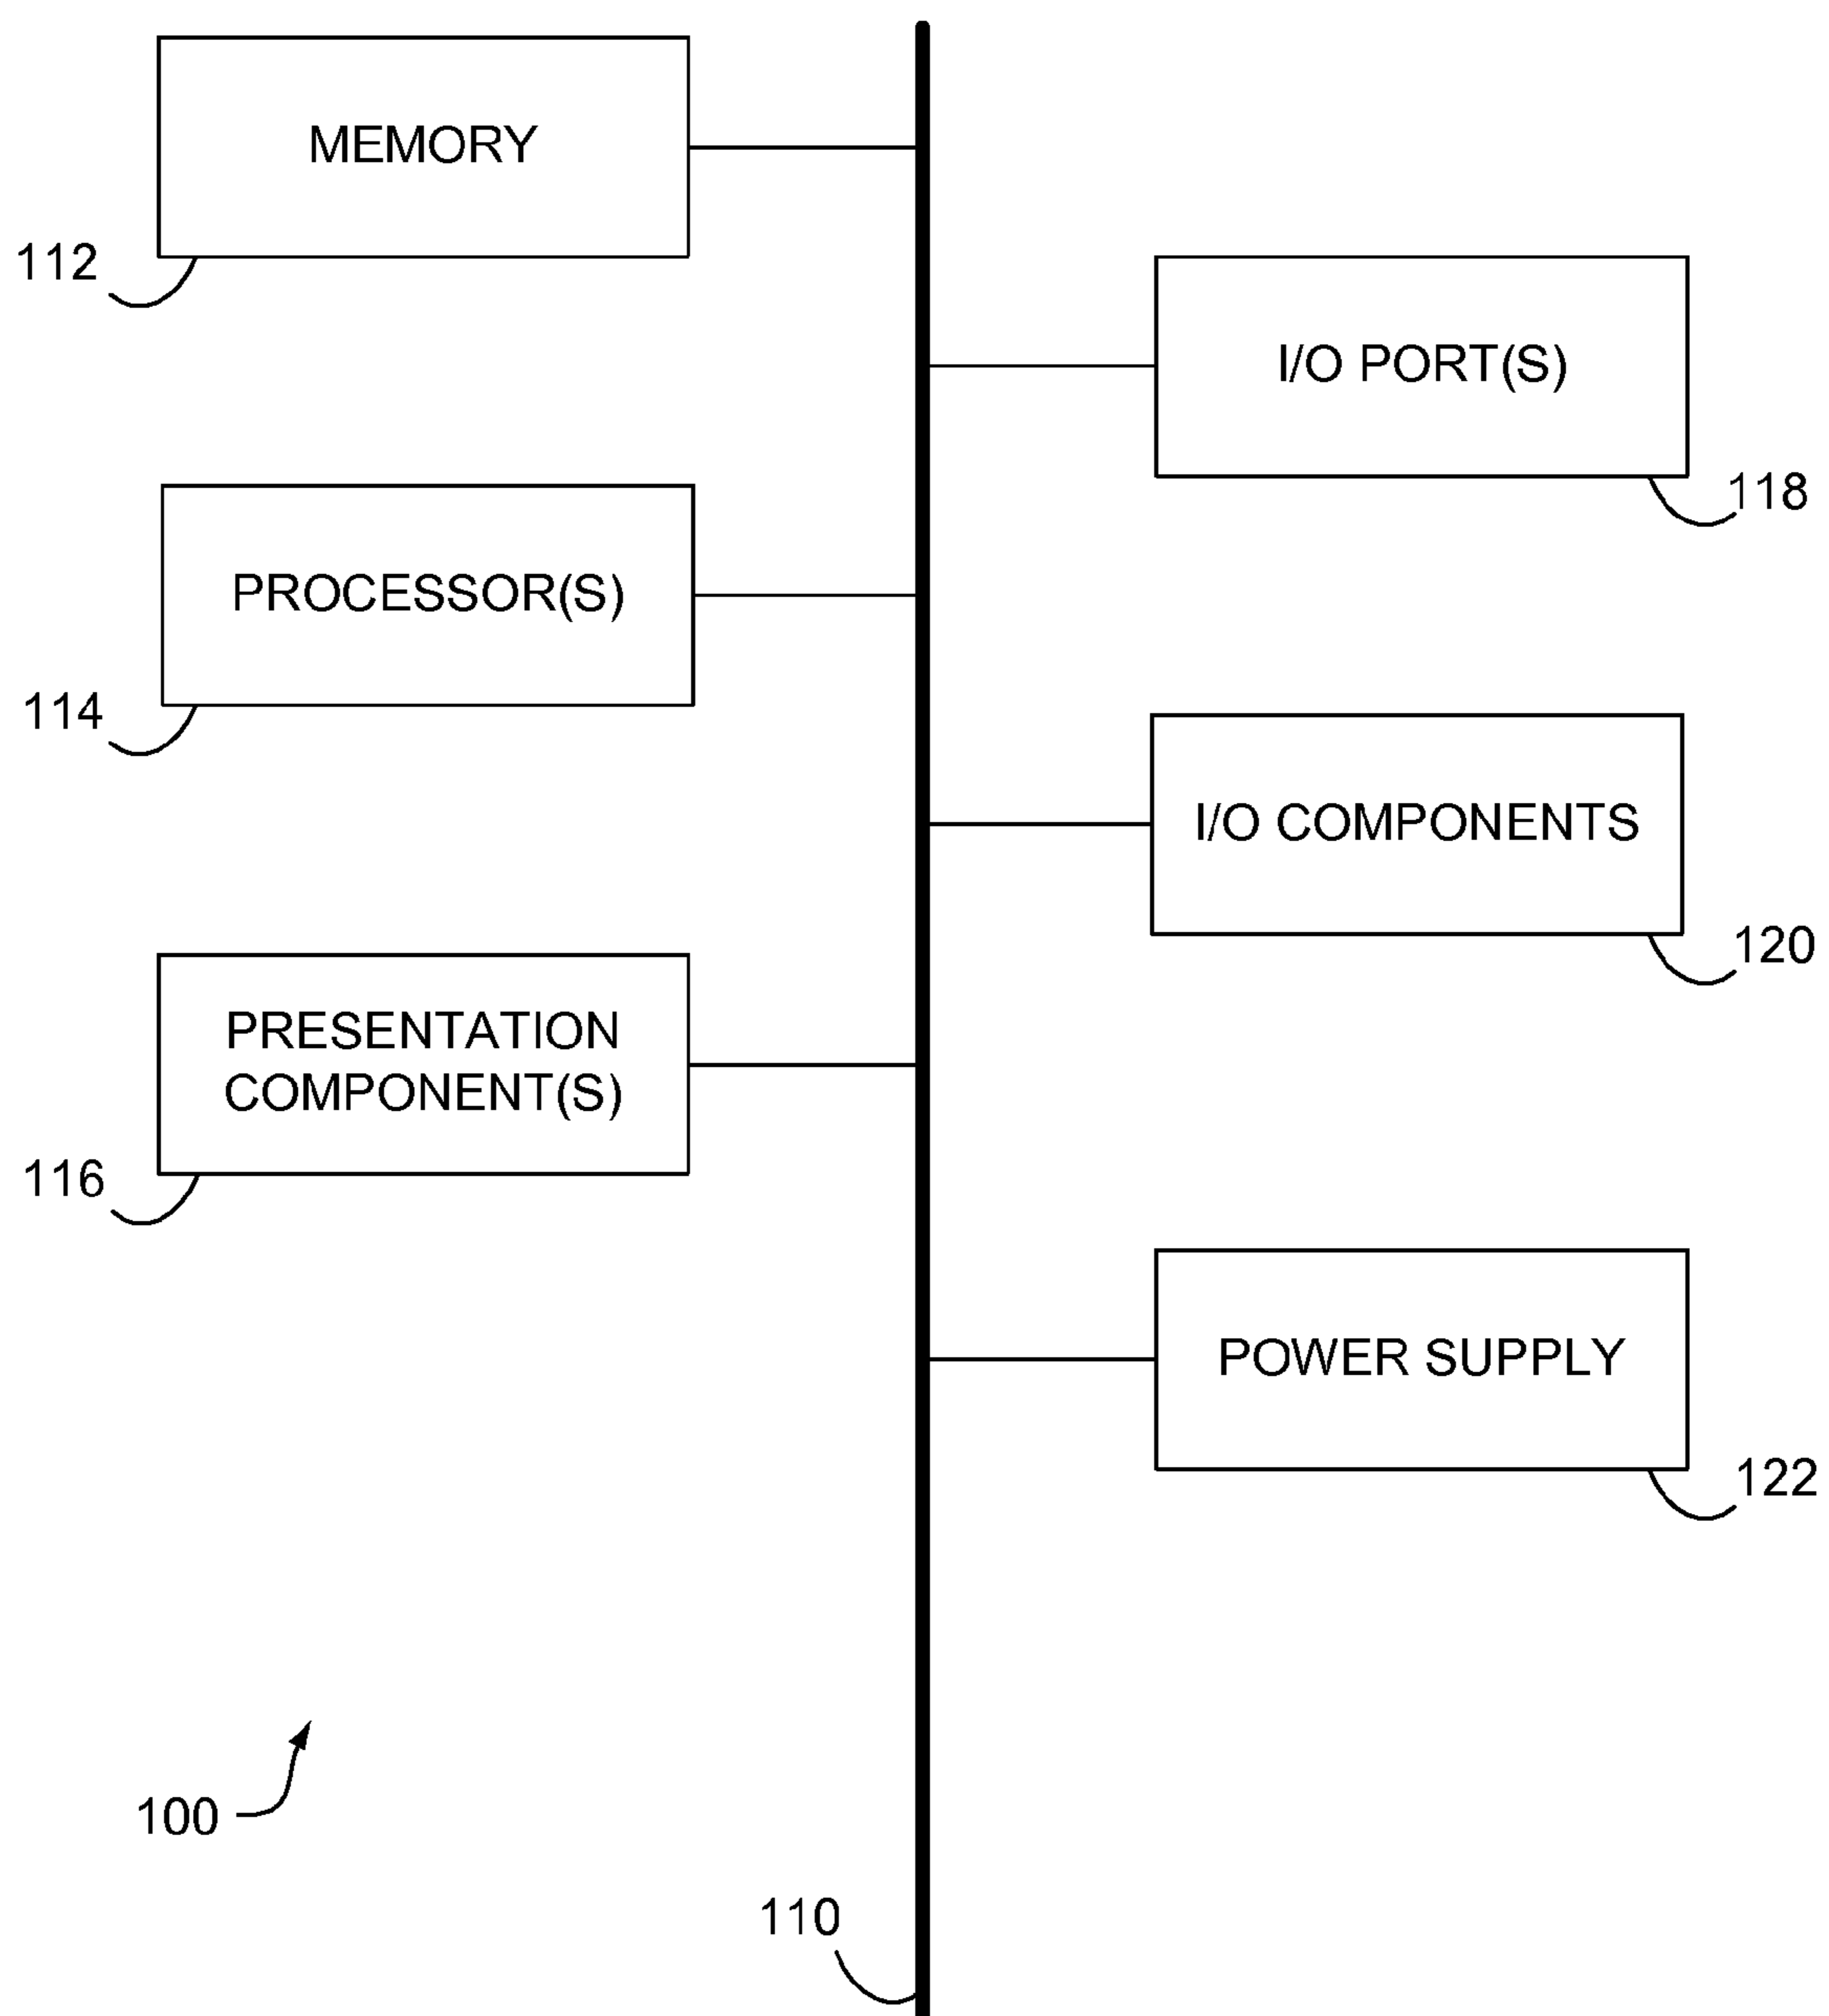 MEMORY
112
I/O PORT(S)
118
PROCESSOR(S)
114
I/O COMPONENTS
120
PRESENTATION
COMPONENT(S)
116
POWER SUPPLY
122
100
110